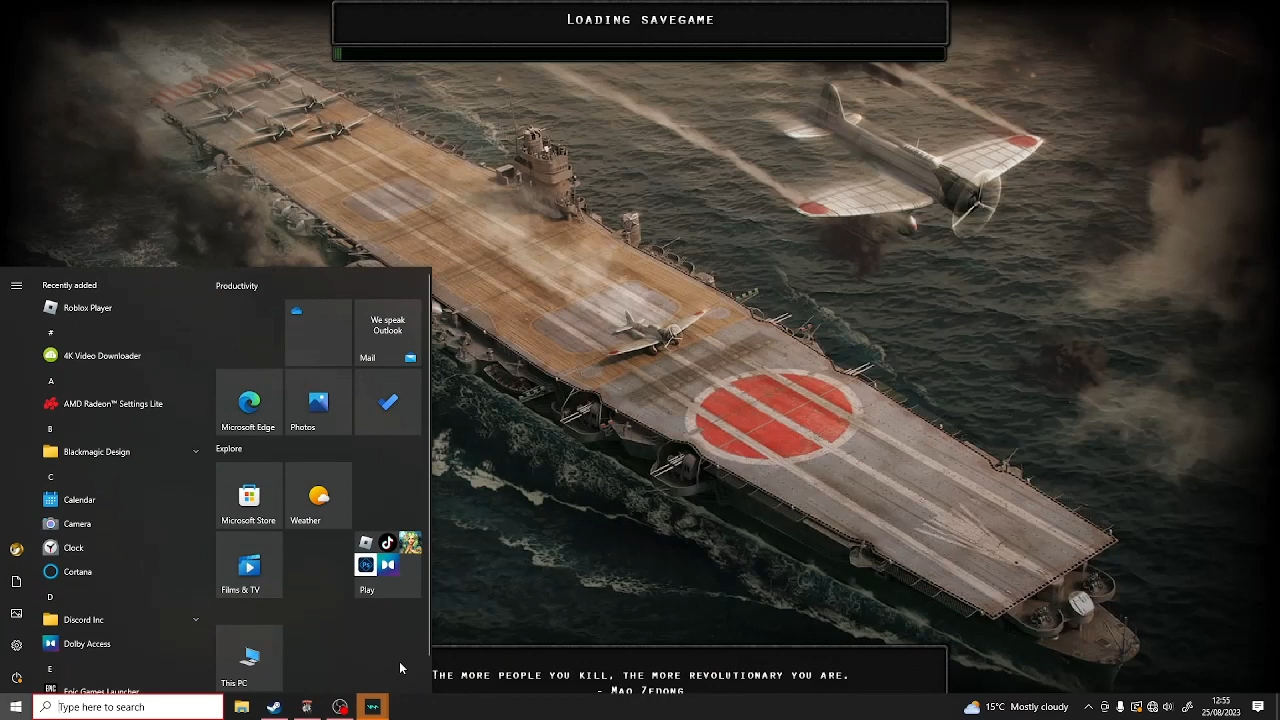 LOADING SAVEGAME
Recently added
Roblox Player
#
4K Video Downloader
A
AMD Radeon™ Settings Lite
B
Blackmagic Design
C
Calendar
Camera
Clock
Cortana
D
Discord Inc
Dolby Access
E
Epic Games Launcher
Productivity
We speak
Outlook
Mail
Microsoft Edge
Photos
Explore
Microsoft Store
Weather
Films & TV
Ps
Play
This PC
THE MORE PEOPLE YOU KILL, THE MORE REVOLUTIONARY YOU ARE.
- MAO ZEDONG
Type here to search
15°C Mostly cloudy
12:55
25/08/2023